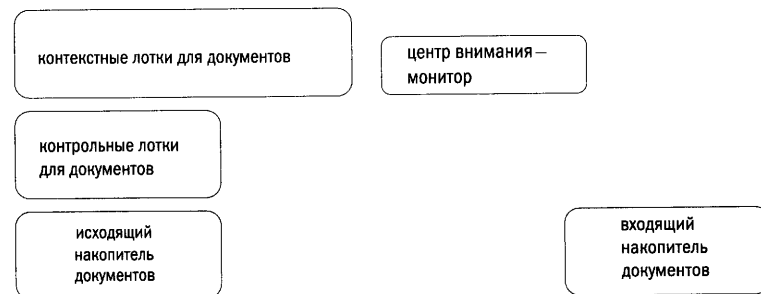 контекстные лотки для документов
центр внимания —
монитор
контрольные лотки
для документов
исходящий
накопитель
документов
входящий
накопитель
документов